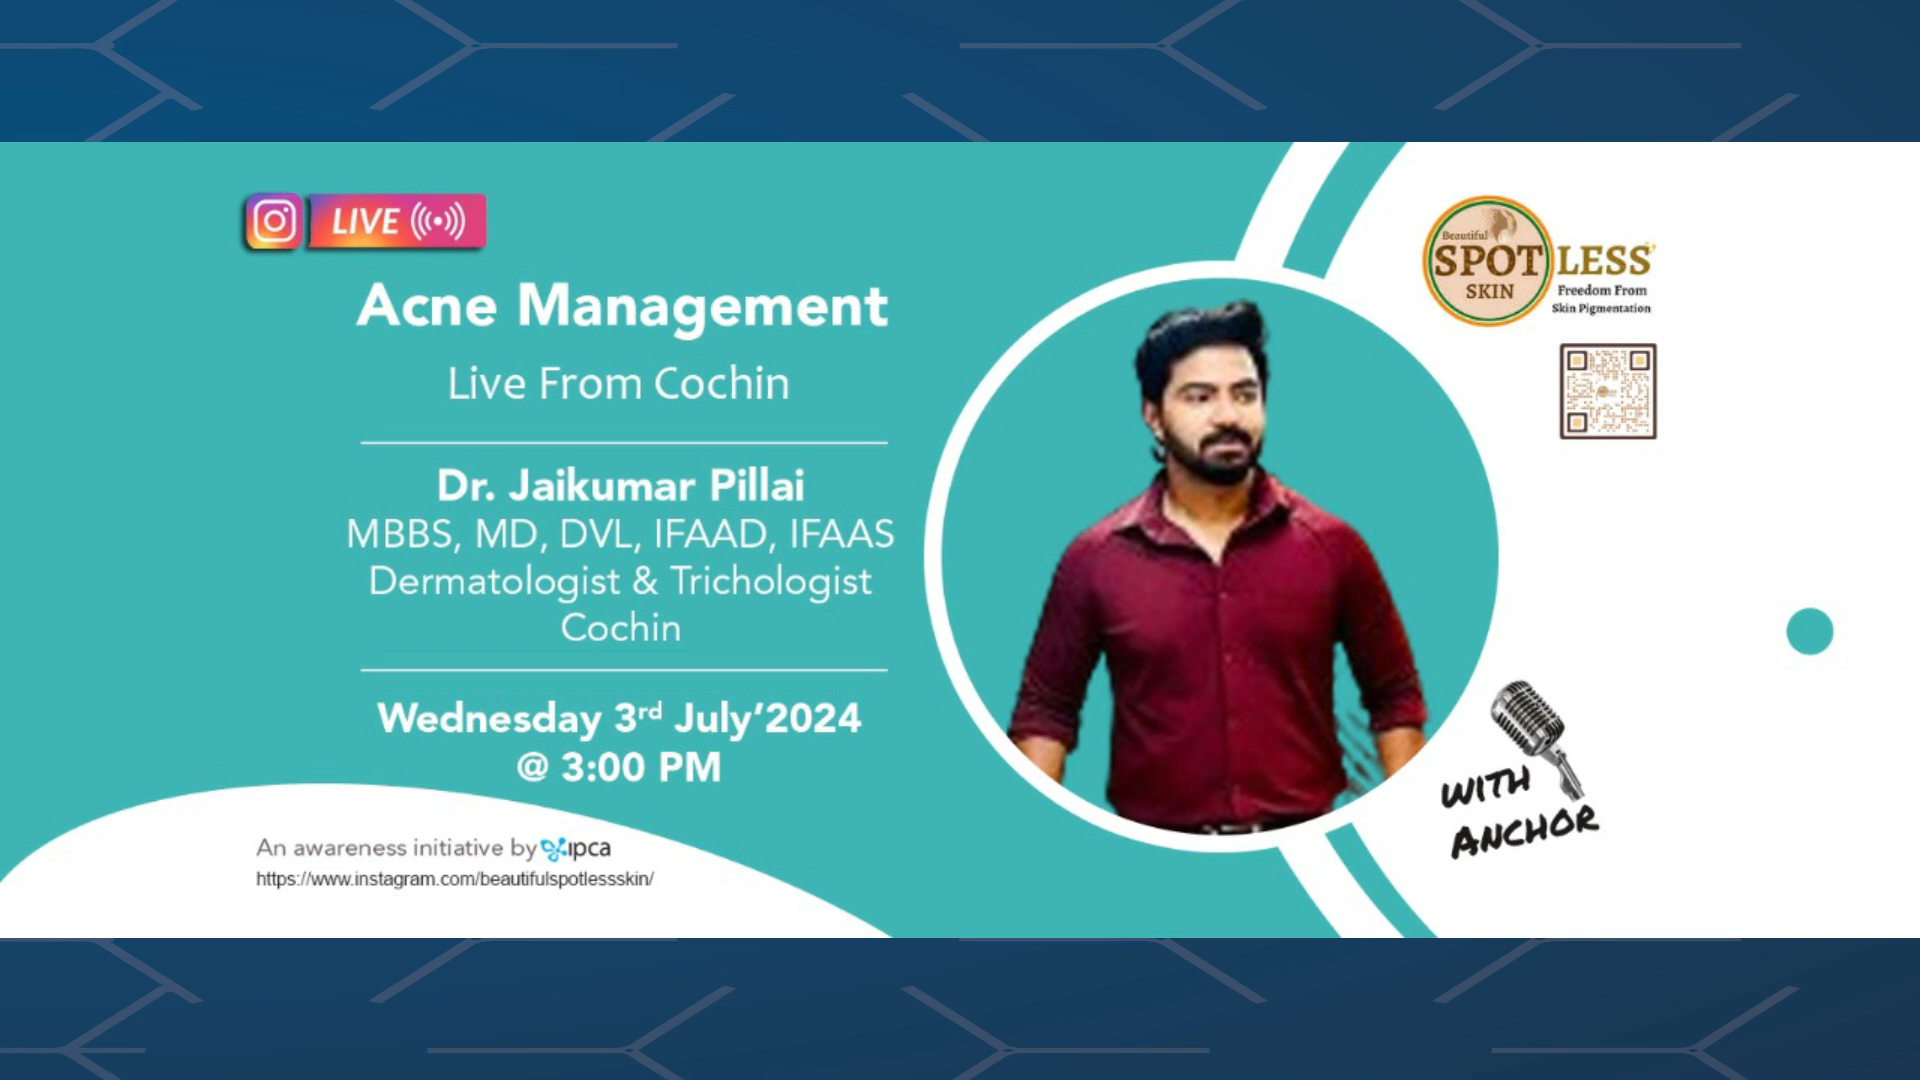 LIVE
Acne Management
Live From Cochin
Dr. Jaikumar Pillai
MBBS, MD, DVL, IFAAD, IFAAS
Dermatologist & Trichologist
Cochin
Wednesday 3rd July’2024
@ 3:00 PM
An awareness initiative by ipca
https://www.instagram.com/beautifulspotlessskin/
Beautiful
SPOTLESS
SKIN
Freedom From
Skin Pigmentation
WITH
ANCHOR